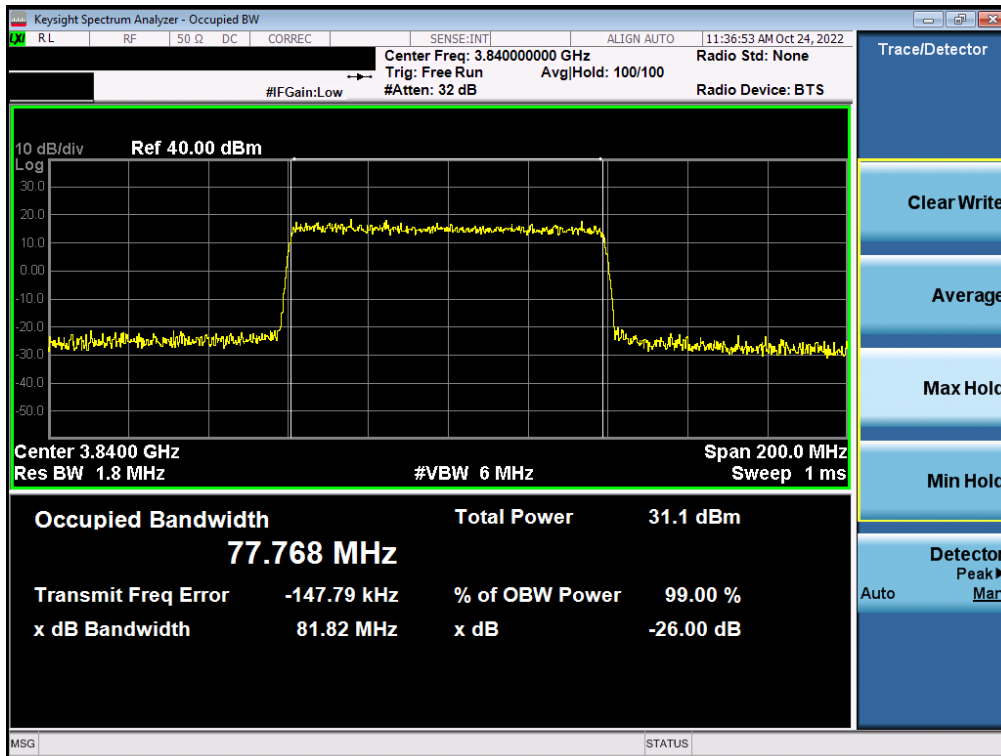 Keysight Spectrum Analyzer - Occupied BW
LXI RL RF 50 Ω DC CORREC SENSE:INT ALIGN AUTO 11:36:53 AM Oct 24, 2022
Center Freq: 3.840000000 GHz Radio Std: None
Trig: Free Run Avg|Hold: 100/100
#IFGain:Low #Atten: 32 dB Radio Device: BTS
10 dB/div Ref 40.00 dBm
Log
30.0
20.0
10.0
0.00
-10.0
-20.0
-30.0
-40.0
-50.0
Center 3.8400 GHz Span 200.0 MHz
Res BW 1.8 MHz #VBW 6 MHz Sweep 1 ms
Occupied Bandwidth Total Power 31.1 dBm
77.768 MHz
Transmit Freq Error -147.79 kHz % of OBW Power 99.00 %
x dB Bandwidth 81.82 MHz x dB -26.00 dB
MSG STATUS
Trace/Detector
Clear Write
Average
Max Hold
Min Hold
Detector
Peak
Auto Man